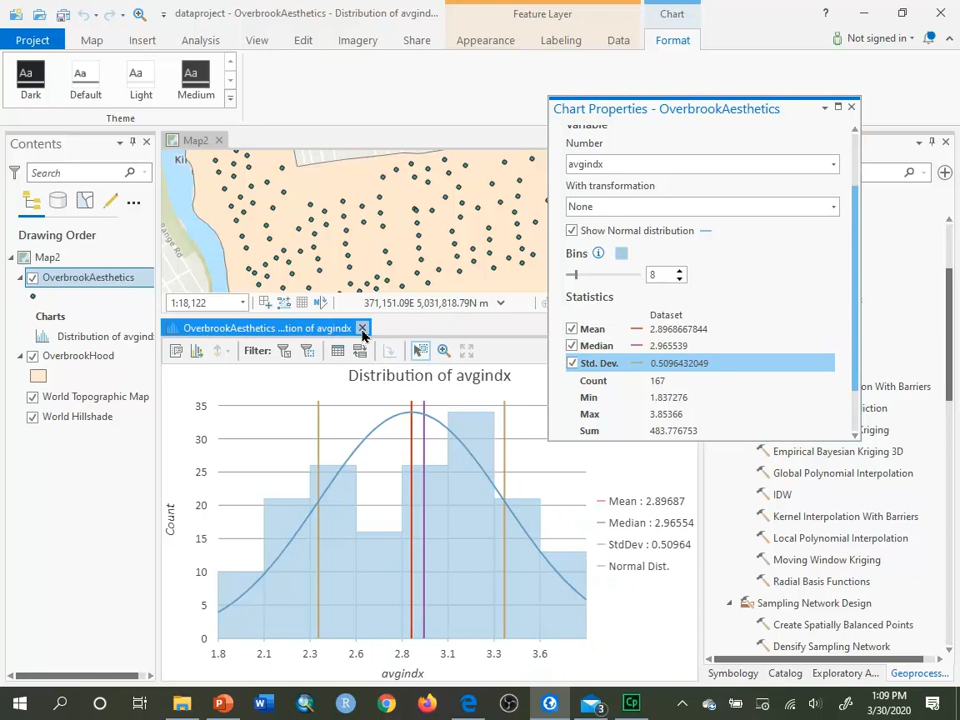 dataproject - OverbrookAesthetics - Distribution of avgind...
Feature Layer
Chart
?
Project
Map
Insert
Analysis
View
Edit
Imagery
Share
Appearance
Labeling
Data
Format
Not signed in
Aa
Aa
Aa
Aa
Dark
Default
Light
Medium
Theme
Contents
Search
Drawing Order
Map2
OverbrookAesthetics
Charts
Distribution of avgindx
OverbrookHood
World Topographic Map
World Hillshade
Map2
1:18,122
371,151.09E 5,031,818.79N m
OverbrookAesthetics ...tion of avgindx
Filter:
Distribution of avgindx
35
30
25
20
15
10
5
0
Count
1.8
2.1
2.3
2.6
2.8
3.1
3.3
3.6
avgindx
Mean : 2.89687
Median : 2.96554
StdDev : 0.50964
Normal Dist.
Chart Properties - OverbrookAesthetics
Variable
Number
avgindx
With transformation
None
Show Normal distribution
Bins
8
Statistics
Dataset
Mean 2.8968667844
Median 2.965539
Std. Dev. 0.5096432049
Count 167
Min 1.837276
Max 3.85366
Sum 483.776753
Empirical Bayesian Kriging 3D
Global Polynomial Interpolation
IDW
Kernel Interpolation With Barriers
Local Polynomial Interpolation
Moving Window Kriging
Radial Basis Functions
Sampling Network Design
Create Spatially Balanced Points
Densify Sampling Network
Symbology
Catalog
Exploratory A...
Geoprocess...
1:09 PM
3/30/2020